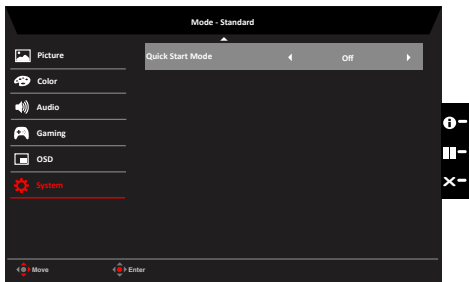 Mode - Standard
Picture
Quick Start Mode Off
Color
Audio
Gaming
OSD
System
Move Enter